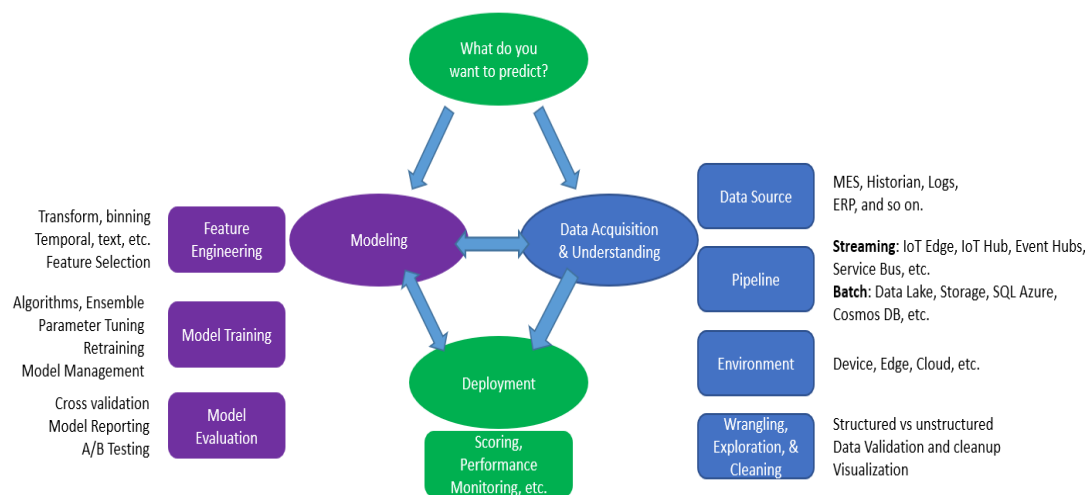 What do you
want to predict?
Modeling
Data Acquisition
& Understanding
Deployment
Scoring,
Performance
Monitoring, etc.
Transform, binning
Temporal, text, etc.
Feature Selection
Feature
Engineering
Algorithms, Ensemble
Parameter Tuning
Retraining
Model Management
Model Training
Cross validation
Model Reporting
A/B Testing
Model
Evaluation
Data Source
MES, Historian, Logs,
ERP, and so on.
Pipeline
Streaming: IoT Edge, IoT Hub, Event Hubs,
Service Bus, etc.
Batch: Data Lake, Storage, SQL Azure,
Cosmos DB, etc.
Environment
Device, Edge, Cloud, etc.
Wrangling,
Exploration, &
Cleaning
Structured vs unstructured
Data Validation and cleanup
Visualization